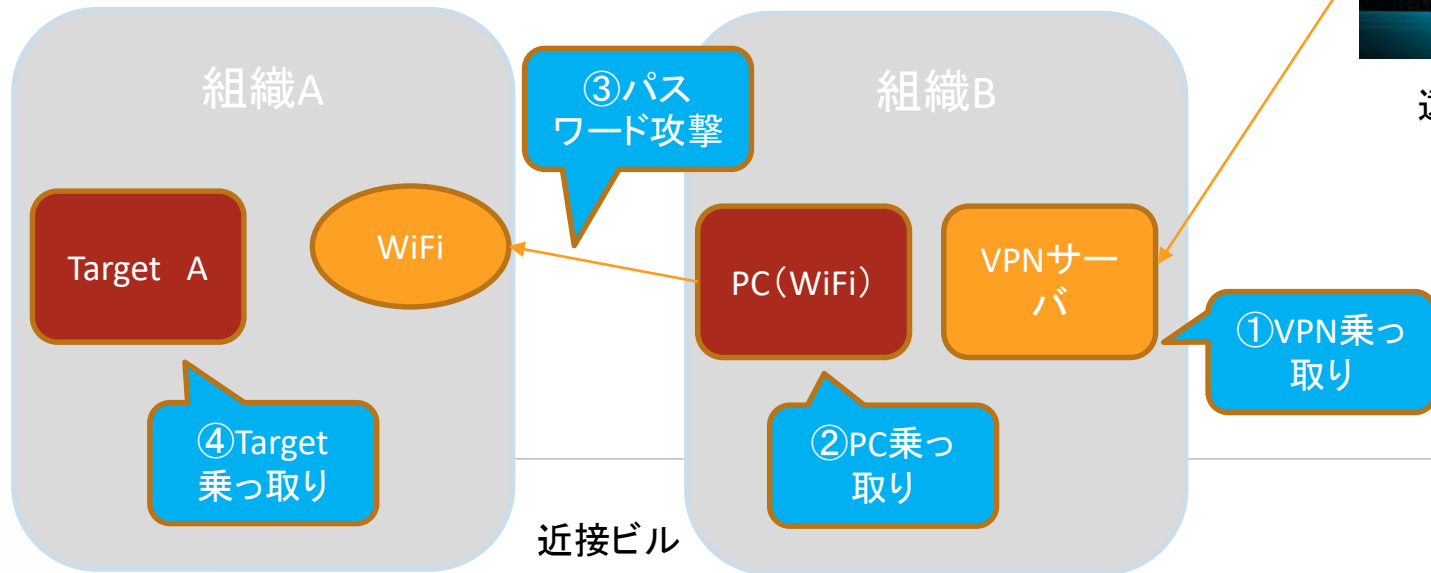 組織A
③パス
ワード攻撃
組織B
Target A
WiFi
PC(WiFi)
VPNサー
バ
①VPN乗っ
取り
④Target
乗っ取り
②PC乗っ
取り
近接ビル